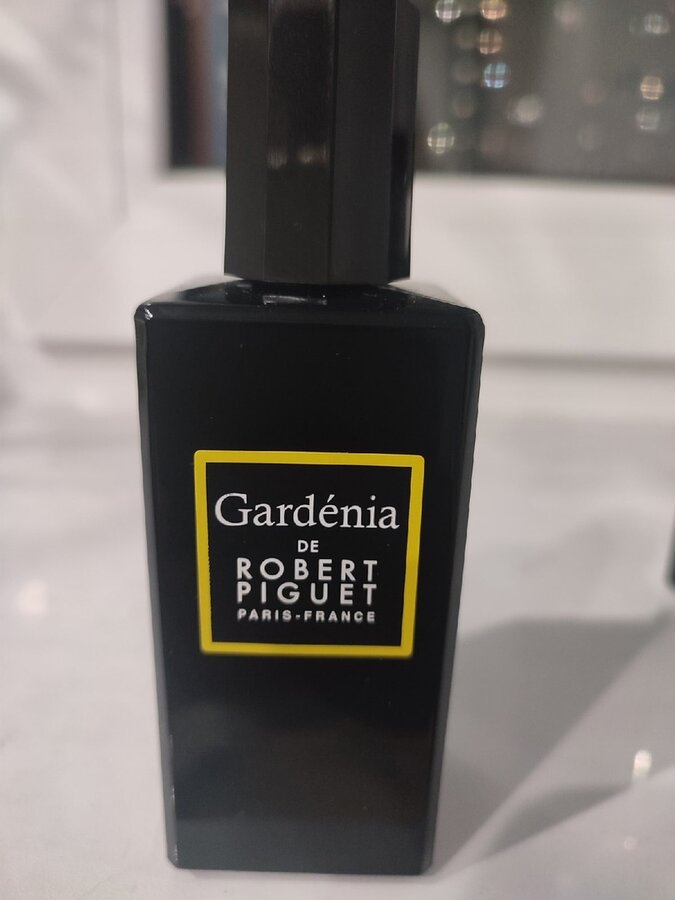 Gardénia
DE
ROBERT
PIGUET
PARIS-FRANCE